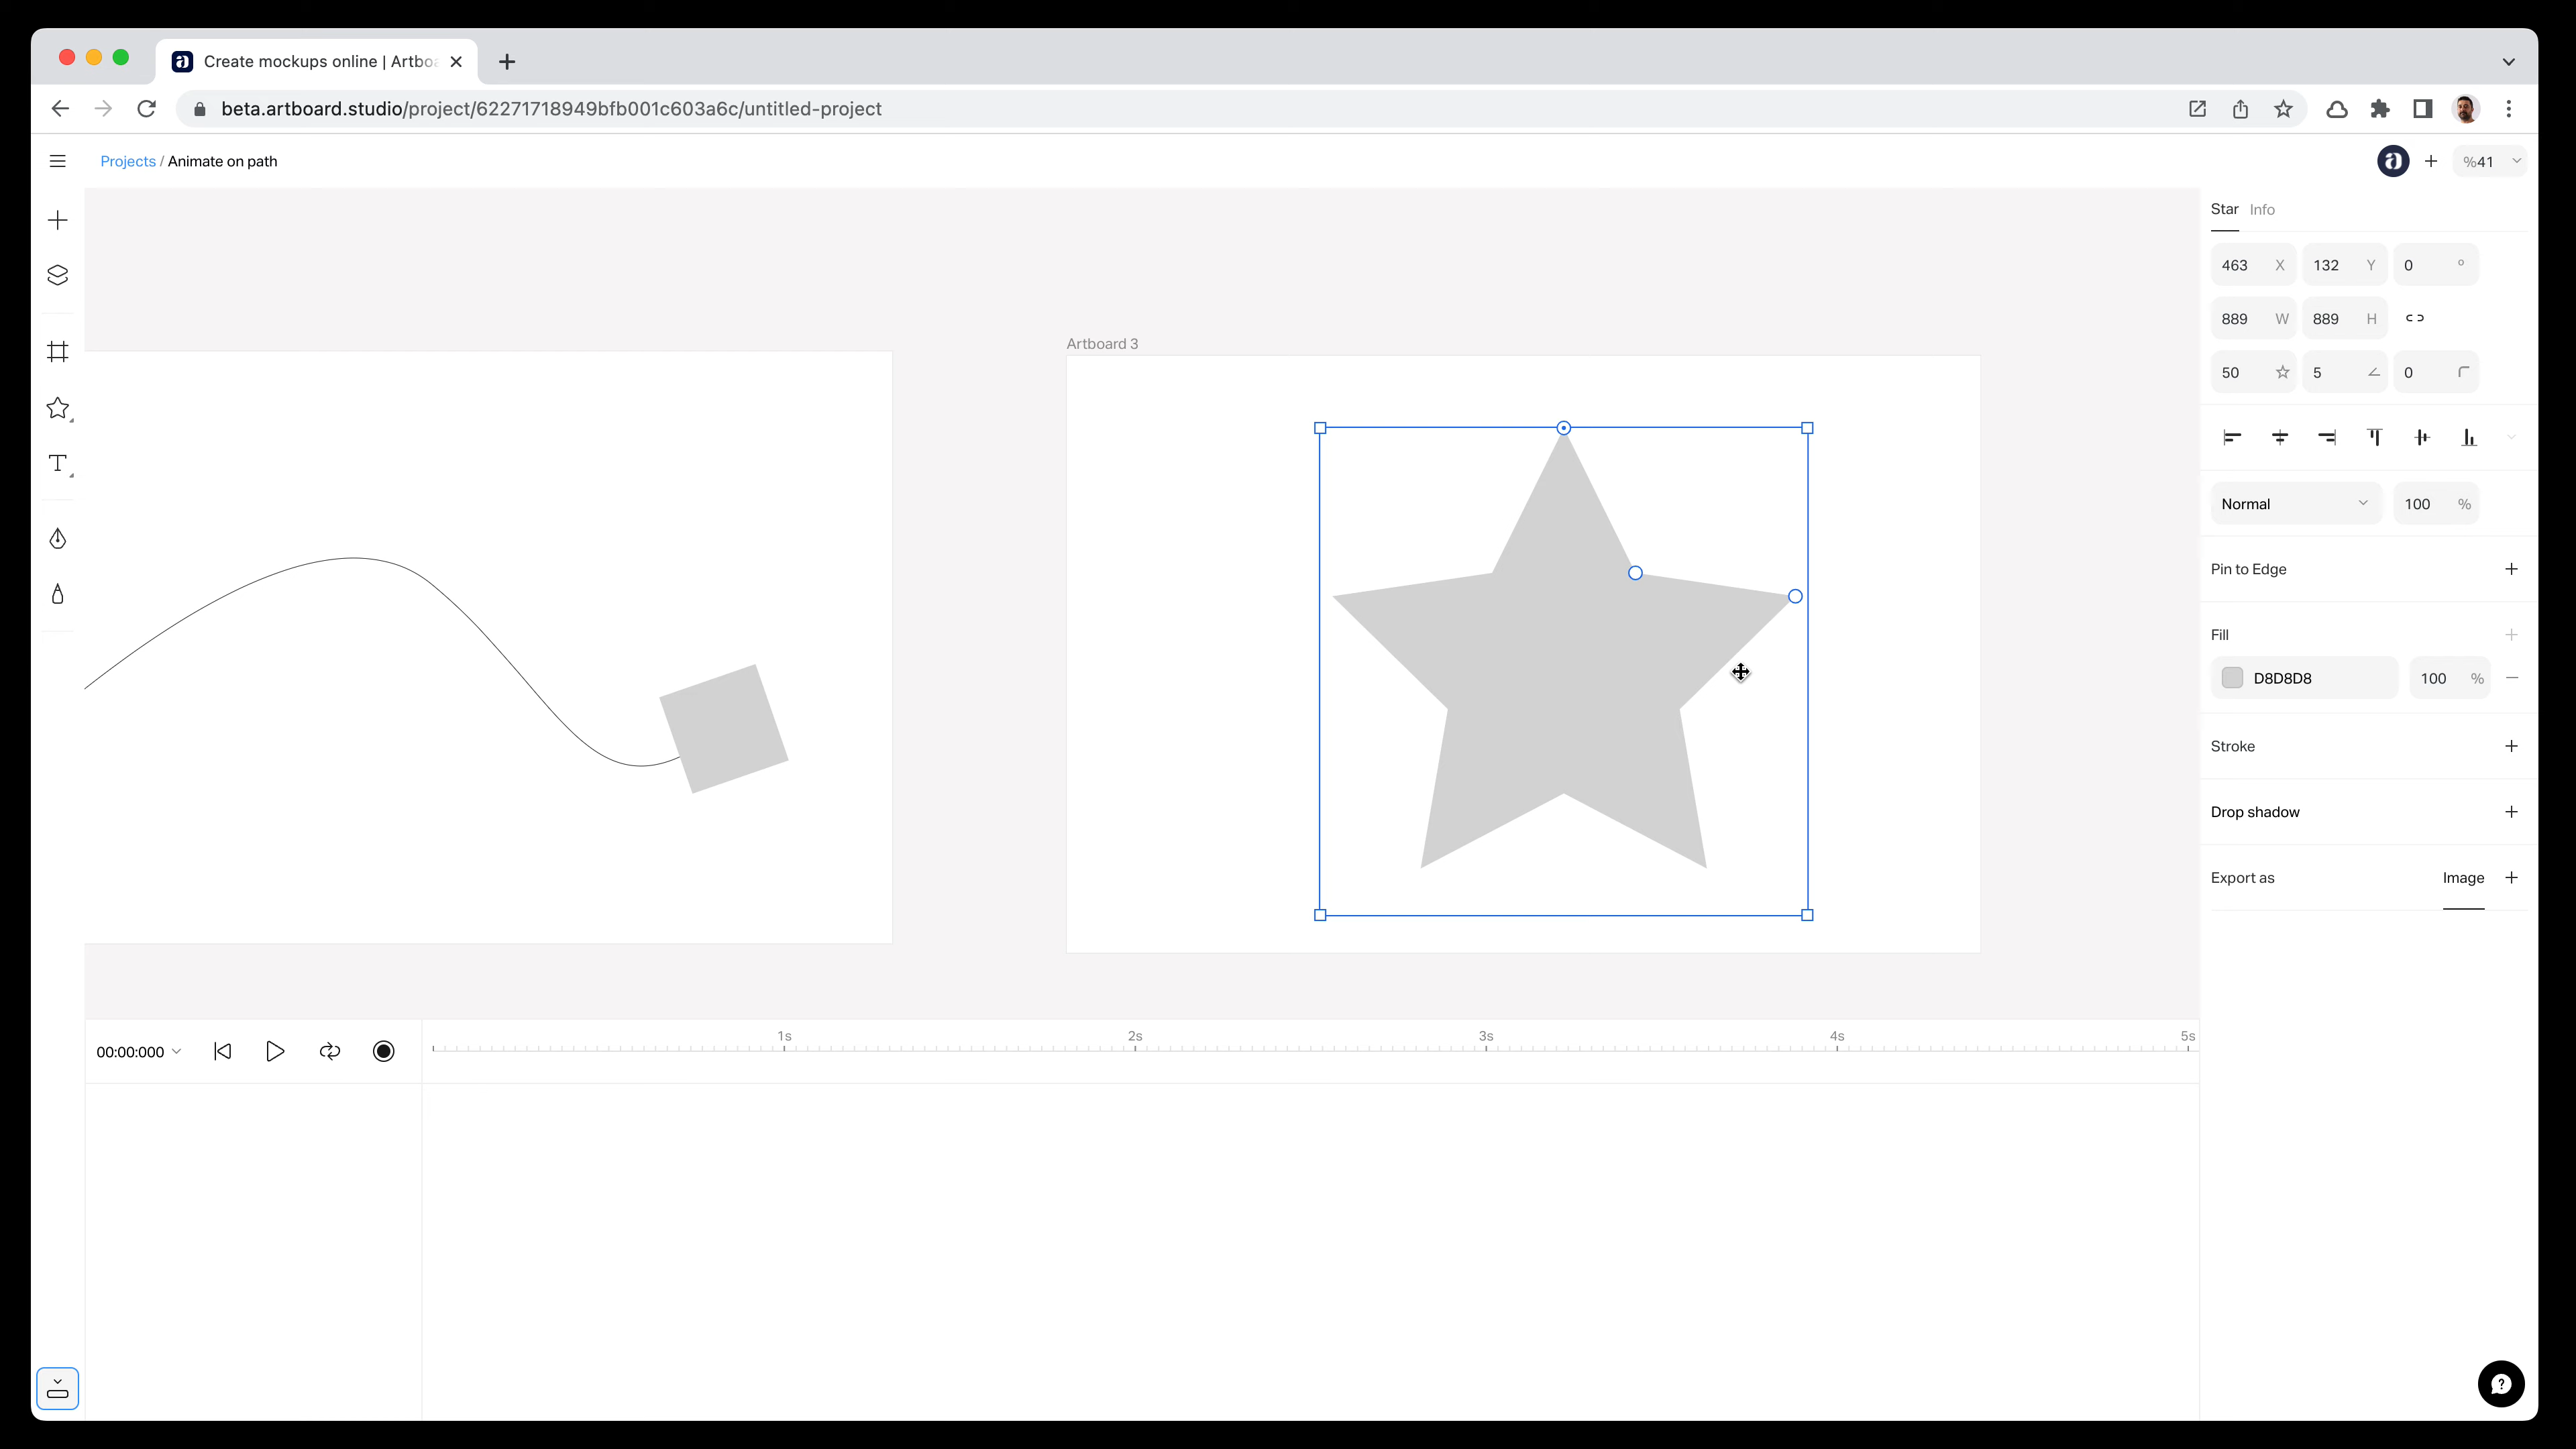 Create mockups online | Artboa
beta.artboard.studio/project/62271718949bfb001c603a6c/untitled-project
Projects / Animate on path
%41
Star Info
463 X 132 Y 0 °
889 W 889 H
50 5 0
Normal 100 %
Pin to Edge
Fill
D8D8D8 100 %
Stroke
Drop shadow
Export as Image
Artboard 3
00:00:000
1s 2s 3s 4s 5s